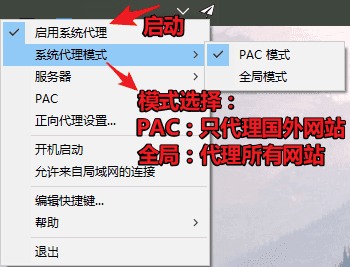 启用系统代理
启动
系统代理模式
PAC 模式
全局模式
服务器
PAC
正向代理设置...
模式选择：
PAC：只代理国外网站
全局：代理所有网站
开机启动
允许来自局域网的连接
编辑快捷键...
帮助
退出